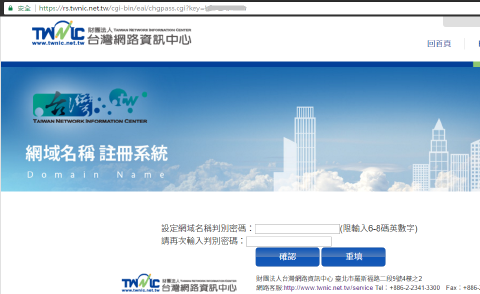 安全 https://rs.twnic.net.tw/cgi-bin/eai/chgpass.cgi?key=
TWNIC 財團法人 TAIWAN NETWORK INFORMATION CENTER
www.twnic.net.tw 台灣網路資訊中心
回首頁
台灣 tw
TAIWAN NETWORK INFORMATION CENTER
網域名稱 註冊系統
Domain Name
設定網域名稱判別密碼：(限輸入6-8碼英數字)
請再次輸入判別密碼：
確認 重填
TWNIC 財團法人 TAIWAN NETWORK INFORMATION CENTER
www.twnic.net.tw 台灣網路資訊中心
財團法人台灣網路資訊中心 臺北市羅斯福路二段9號4樓之2
網路客服 http://www.twnic.net.tw/service Tel：+886-2-2341-3300 Fax：+886-